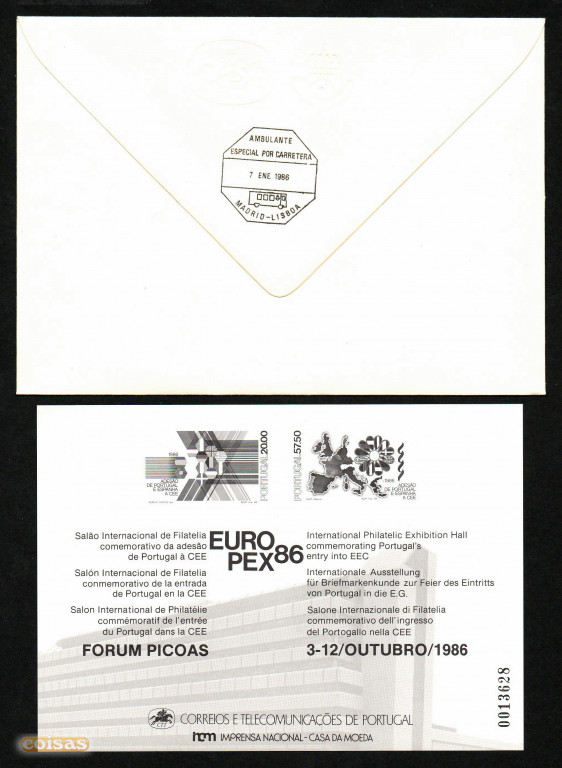 AMBULANTE
ESPECIAL POR CARRETERA
7 ENE 1986
MADRID-LISBOA
1986
ADESÃO
DE PORTUGAL
E ESPANHA
À CEE
PORTUGAL 20.00
PORTUGAL 57.50
1986
ADESÃO
DE PORTUGAL
E ESPANHA
À CEE
Salão Internacional de Filatelia
comemorativo da adesão
de Portugal à CEE
EURO
PEX86
International Philatelic Exhibition Hall
commemorating Portugal's
entry into EEC
Salón Internacional de Filatelia
commemorativo de la entrada
de Portugal en la CEE
Internationale Ausstellung
für Briefmarkenkunde zur Feier des Eintritts
von Portugal in die E.G.
Salon International de Philatélie
commémoratif de l'entrée
du Portugal dans la CEE
Salone Internazionale di Filatelia
commemorativo dell'ingresso
del Portogallo nella CEE
FORUM PICOAS
3-12/OUTUBRO/1986
0013628
CTT
CORREIOS E TELECOMUNICAÇÕES DE PORTUGAL
incm IMPRENSA NACIONAL - CASA DA MOEDA
coisas